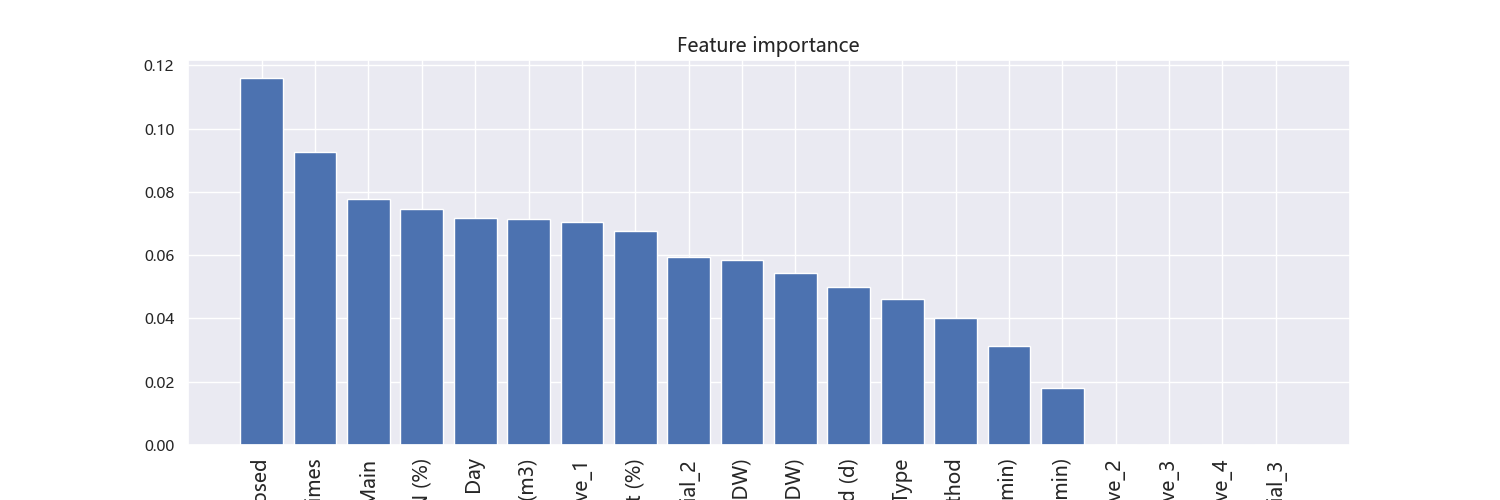 Feature importance
0.12
0.10
0.08
0.06
0.04
0.02
0.00
osed
imes
Main
(%)
Day
(m3)
ve_1
t (%)
ial_2
DW)
DW)
d (d)
Type
thod
min)
min)
ve_2
ve_3
ve_4
ial_3